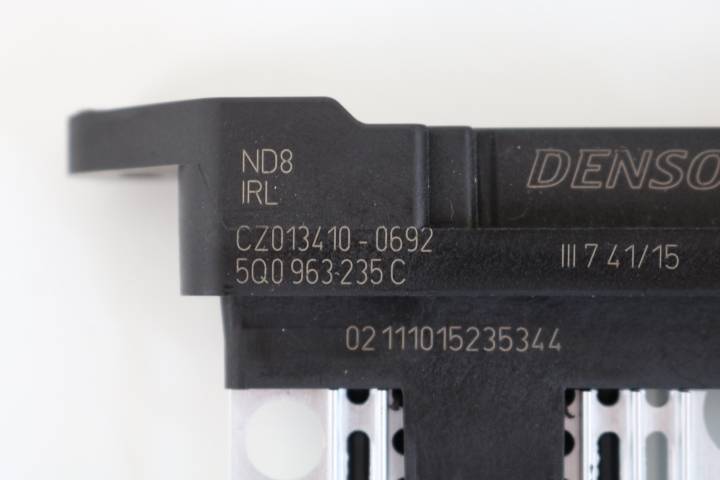 ND8
IRL
DENSO
CZ013410-0692
5Q0 963 235 C
III 7 41/15
02 111015235344